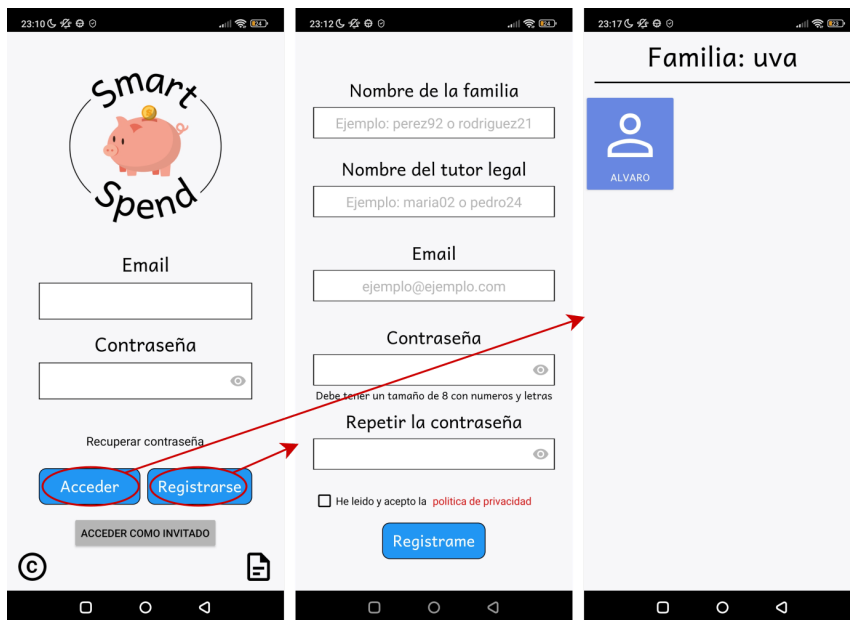 23:10
24
Smart
Spend
Email
Contraseña
Recuperar contraseña
Acceder
Registrarse
ACCEDER COMO INVITADO
©
23:12
24
Nombre de la familia
Ejemplo: perez92 o rodriguez21
Nombre del tutor legal
Ejemplo: maria02 o pedro24
Email
ejemplo@ejemplo.com
Contraseña
Debe tener un tamaño de 8 con numeros y letras
Repetir la contraseña
He leido y acepto la politica de privacidad
Registrame
23:17
23
Familia: uva
ALVARO